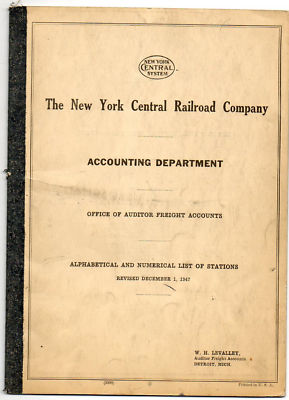 NEW YORK
CENTRAL
SYSTEM
The New York Central Railroad Company
ACCOUNTING DEPARTMENT
OFFICE OF AUDITOR FREIGHT ACCOUNTS
ALPHABETICAL AND NUMERICAL LIST OF STATIONS
REVISED DECEMBER 1, 1947
W. H. LEVALLEY,
Auditor Freight Accounts
DETROIT, MICH.
Printed in U. S. A.